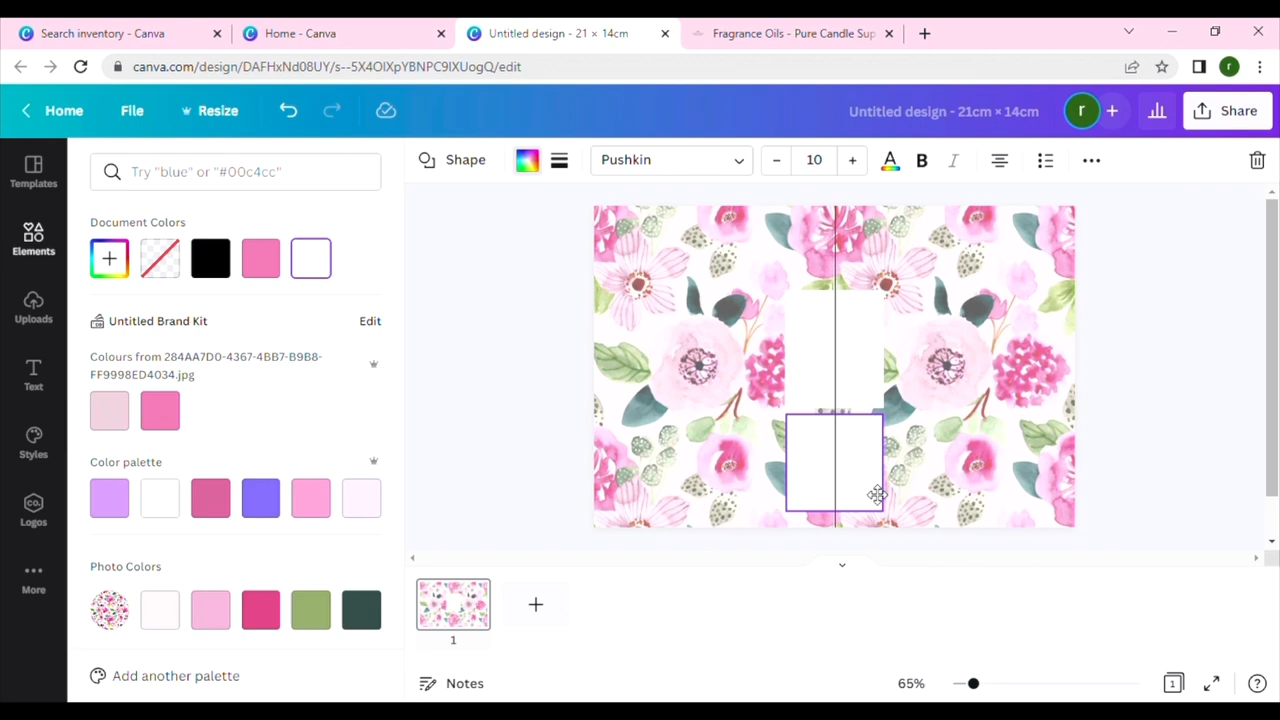 Search inventory - Canva
Home - Canva
Untitled design - 21 × 14cm
Fragrance Oils - Pure Candle Sup
canva.com/design/DAFHxNd08UY/s--5X4OlXpYBNPC9lXUogQ/edit
r
Home
File
Resize
Untitled design - 21cm × 14cm
r
Share
Templates
Elements
Uploads
Text
Styles
CO.
Logos
More
Try "blue" or "#00c4cc"
Document Colors
Untitled Brand Kit
Edit
Colours from 284AA7D0-4367-4BB7-B9B8-
FF9998ED4034.jpg
Color palette
Photo Colors
Add another palette
Shape
Pushkin
10
A
B
I
1
Notes
65%
1